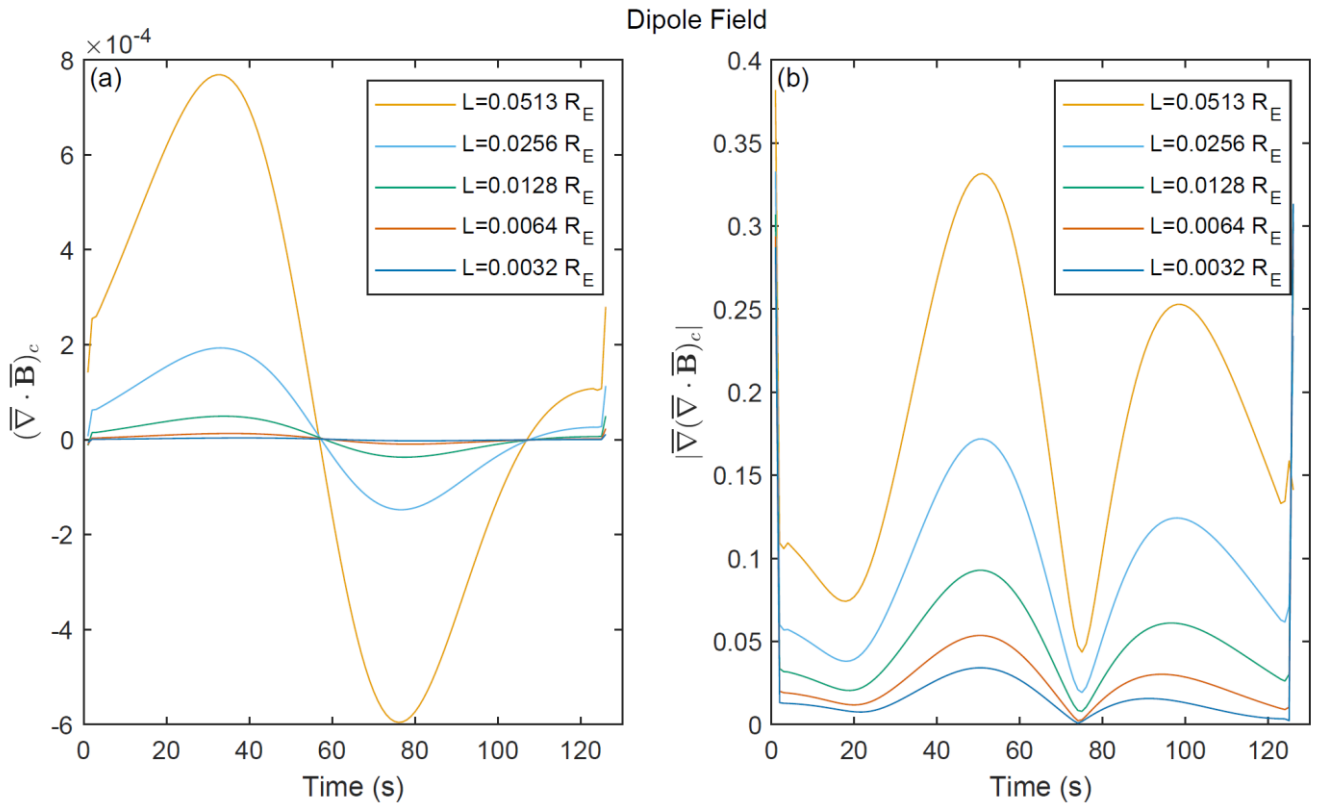 Dipole Field
×10⁻⁴
(a)
8
6
4
2
0
-2
-4
-6
0 20 40 60 80 100 120
Time (s)
(∇̅ · B̅)_c
L=0.0513 R_E
L=0.0256 R_E
L=0.0128 R_E
L=0.0064 R_E
L=0.0032 R_E
(b)
0.4
0.35
0.3
0.25
0.2
0.15
0.1
0.05
0
0 20 40 60 80 100 120
Time (s)
|∇̅(∇̅ · B̅)_c|
L=0.0513 R_E
L=0.0256 R_E
L=0.0128 R_E
L=0.0064 R_E
L=0.0032 R_E